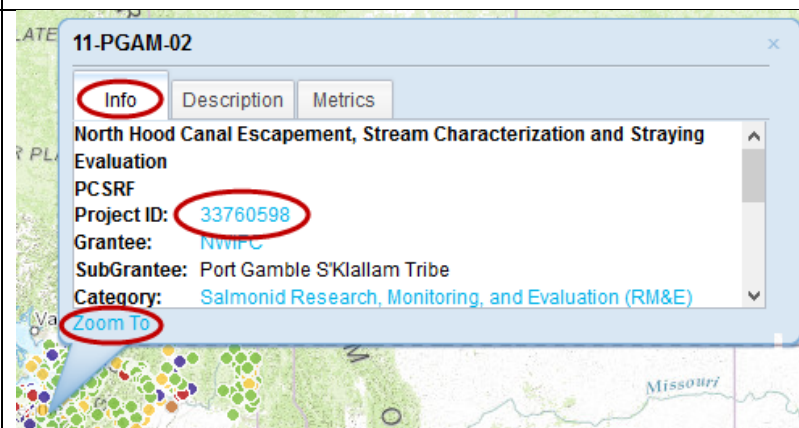 LATE
11-PGAM-02
×
Info Description Metrics
North Hood Canal Escapement, Stream Characterization and Straying
Evaluation
R PL
PCSRF
Project ID: 33760598
Grantee: NWIFC
SubGrantee: Port Gamble S'Klallam Tribe
Category: Salmonid Research, Monitoring, and Evaluation (RM&E)
Va
Zoom To
Missouri